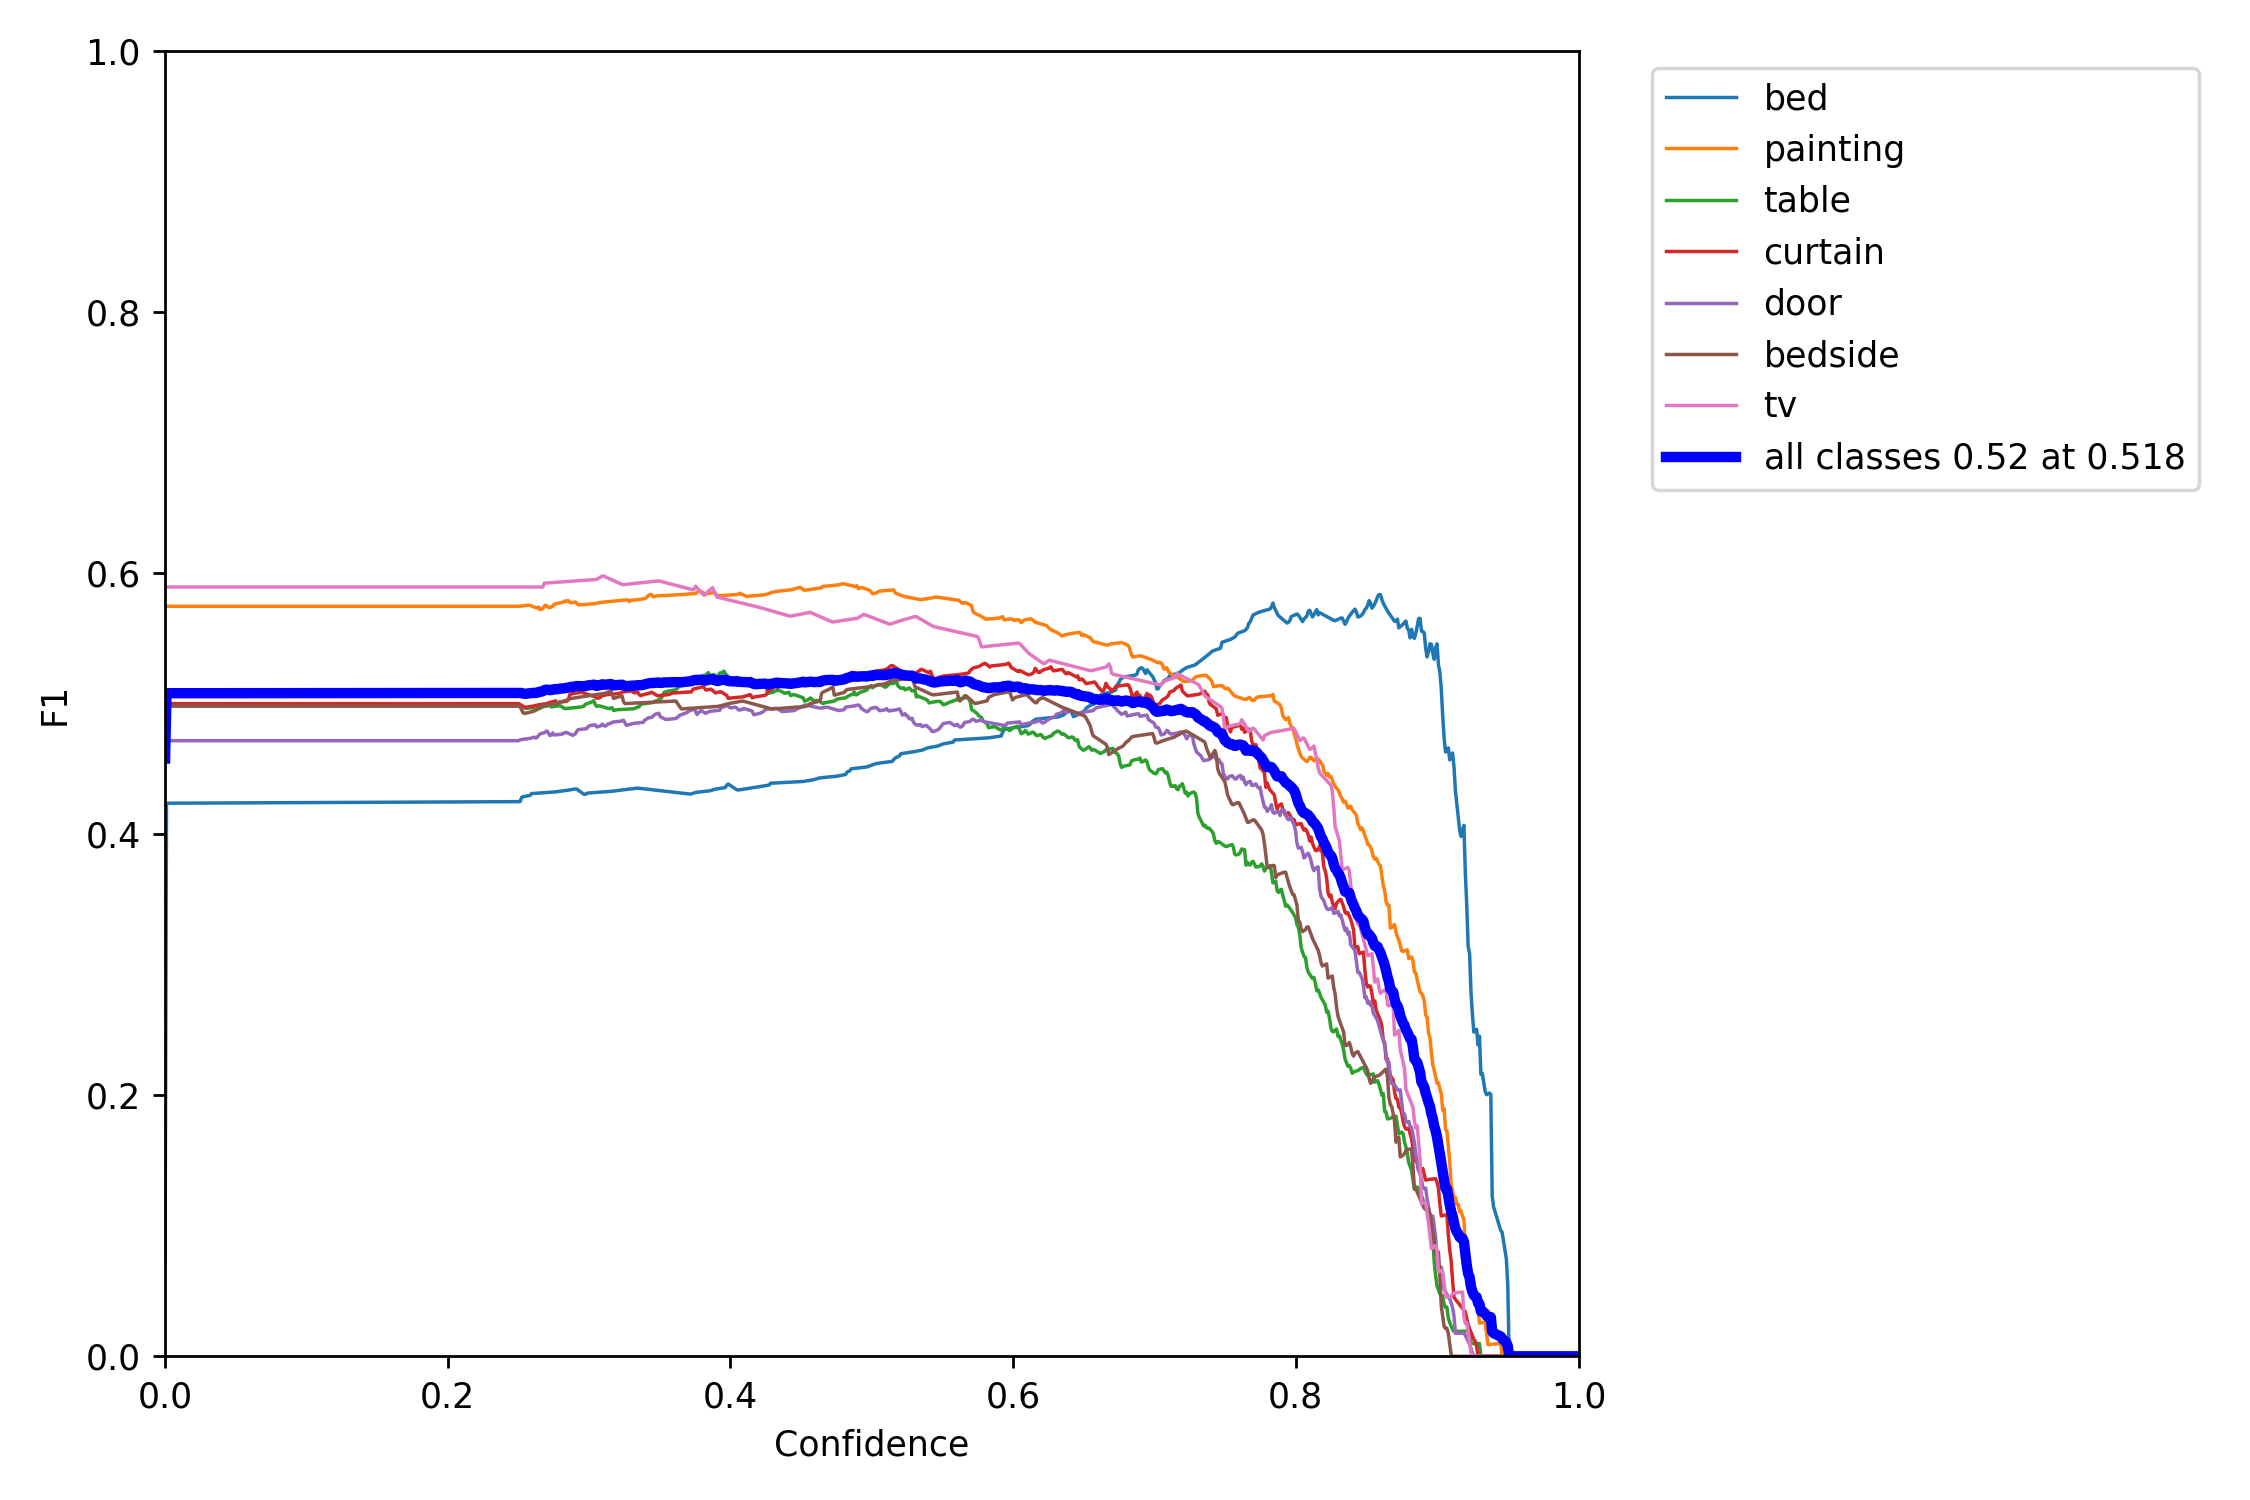 1.0
0.8
0.6
0.4
0.2
0.0
F1
0.0 0.2 0.4 0.6 0.8 1.0
Confidence
bed
painting
table
curtain
door
bedside
tv
all classes 0.52 at 0.518